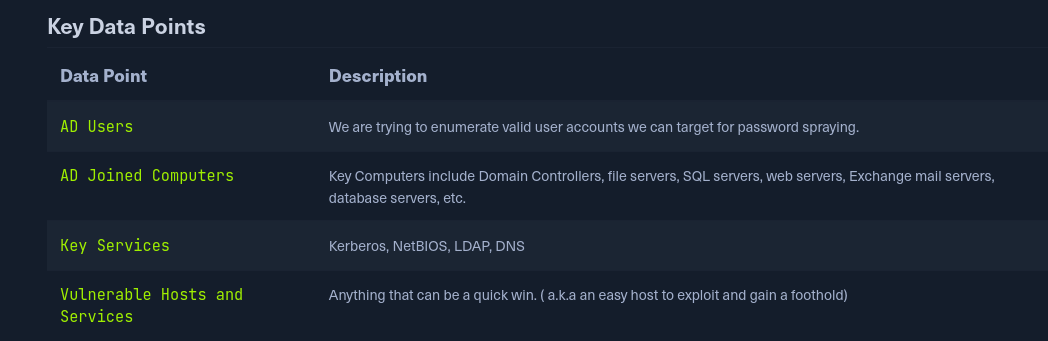 Key Data Points
Data Point Description
AD Users We are trying to enumerate valid user accounts we can target for password spraying.
AD Joined Computers Key Computers include Domain Controllers, file servers, SQL servers, web servers, Exchange mail servers,
database servers, etc.
Key Services Kerberos, NetBIOS, LDAP, DNS
Vulnerable Hosts and Anything that can be a quick win. ( a.k.a an easy host to exploit and gain a foothold)
Services